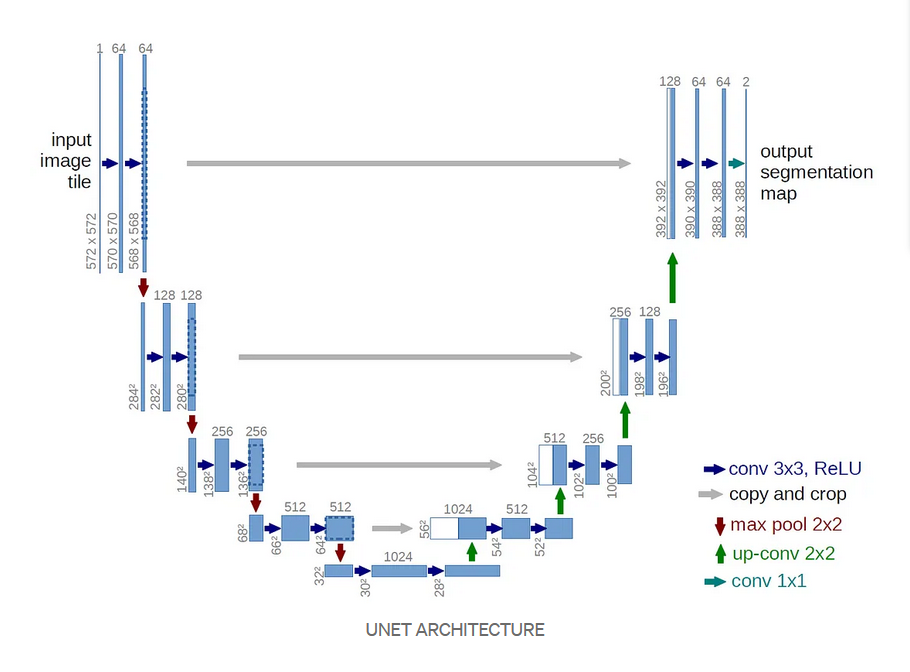 1 64 64
128 64 64 2
input
image
tile
output
segmentation
map
572 x 572
570 x 570
568 x 568
392 x 392
390 x 390
388 x 388
388 x 388
128 128
256 128
284²
282²
280²
200²
198²
196²
256 256
512 256
140²
138²
136²
104²
102²
100²
512 512
1024 512
68²
66²
64²
56²
54²
52²
1024
32²
30²
28²
conv 3x3, ReLU
copy and crop
max pool 2x2
up-conv 2x2
conv 1x1
UNET ARCHITECTURE